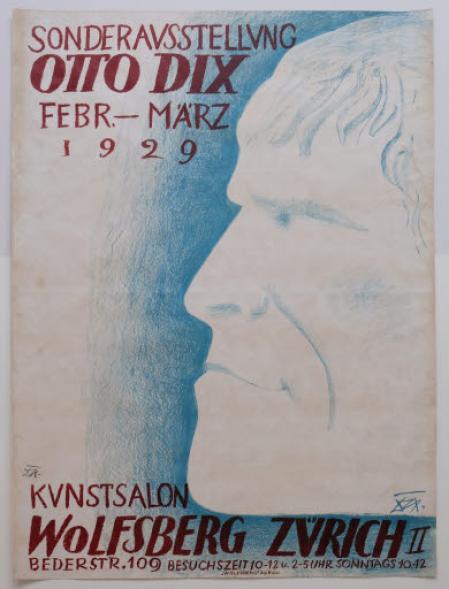 SONDERAVSSTELLVNG
OTTO DIX
FEBR.— MÄRZ
1929
KVNSTSALON
WOLFSBERG ZÜRICH II
BEDERSTR. 109 BESUCHSZEIT 10-12 u. 2-5 UHR SONNTAGS 10-12